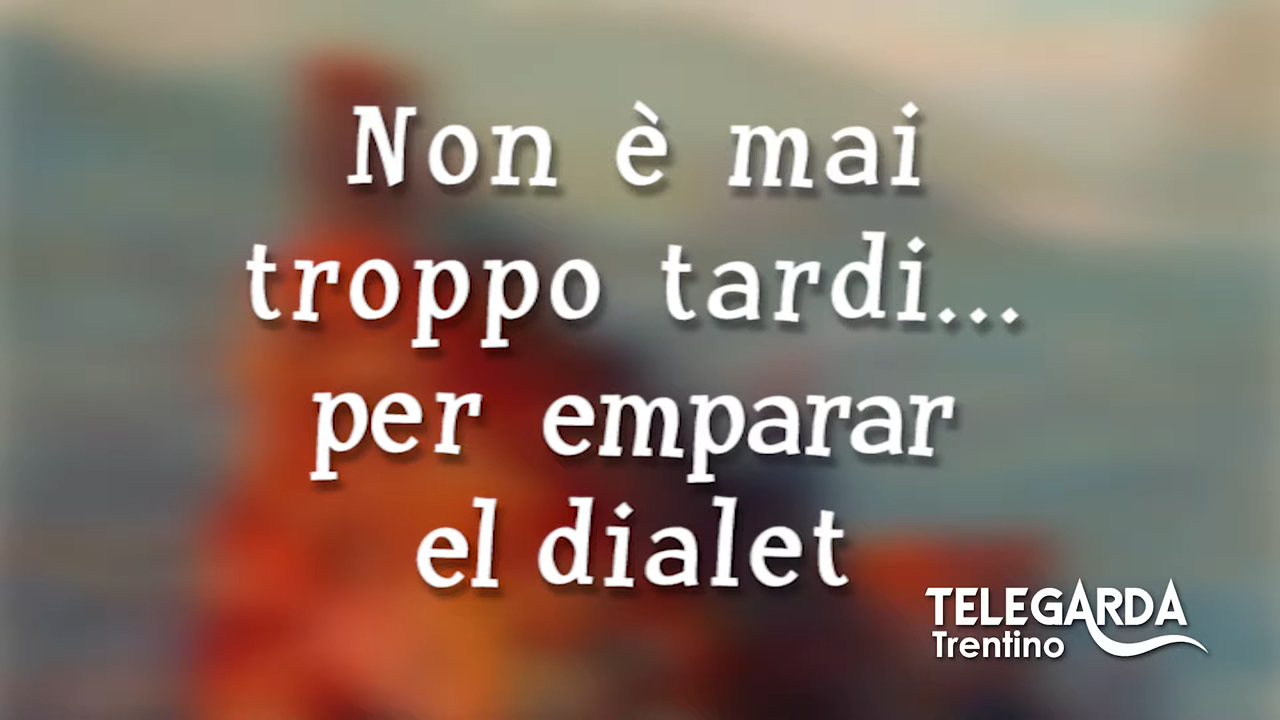 Non è mai
troppo tardi...
per emparar
el dialet
TELEGARDA
Trentino